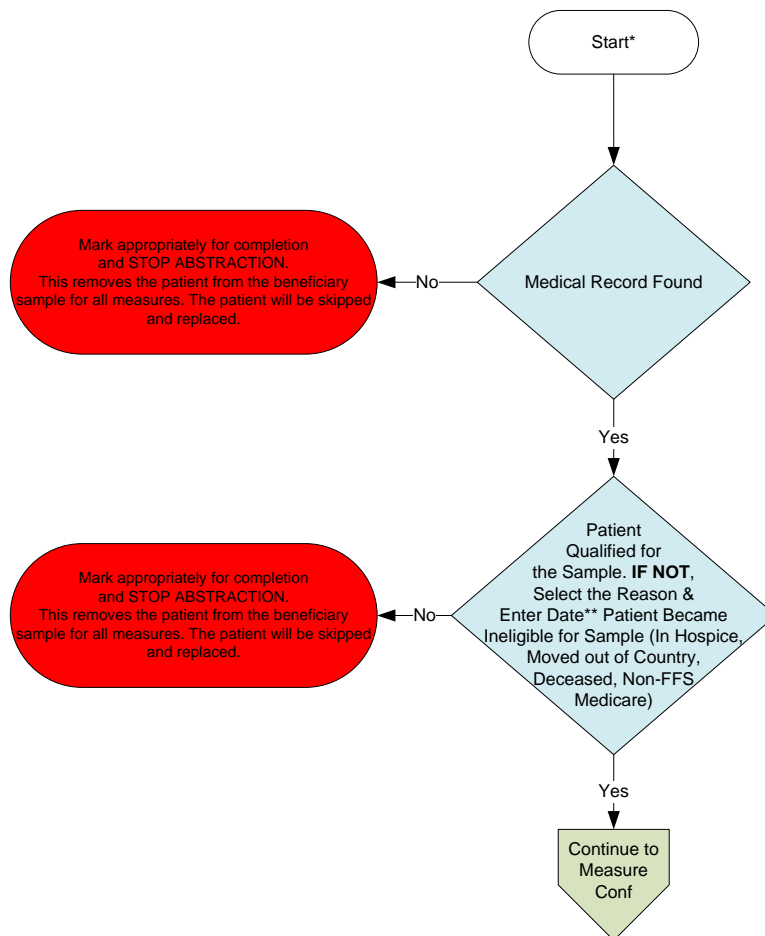 Start*
Medical Record Found
No
Mark appropriately for completion
and STOP ABSTRACTION.
This removes the patient from the beneficiary
sample for all measures. The patient will be skipped
and replaced.
Yes
Patient
Qualified for
the Sample. IF NOT,
Select the Reason &
Enter Date** Patient Became
Ineligible for Sample (In Hospice,
Moved out of Country,
Deceased, Non-FFS
Medicare)
No
Mark appropriately for completion
and STOP ABSTRACTION.
This removes the patient from the beneficiary
sample for all measures. The patient will be skipped
and replaced.
Yes
Continue to
Measure
Conf